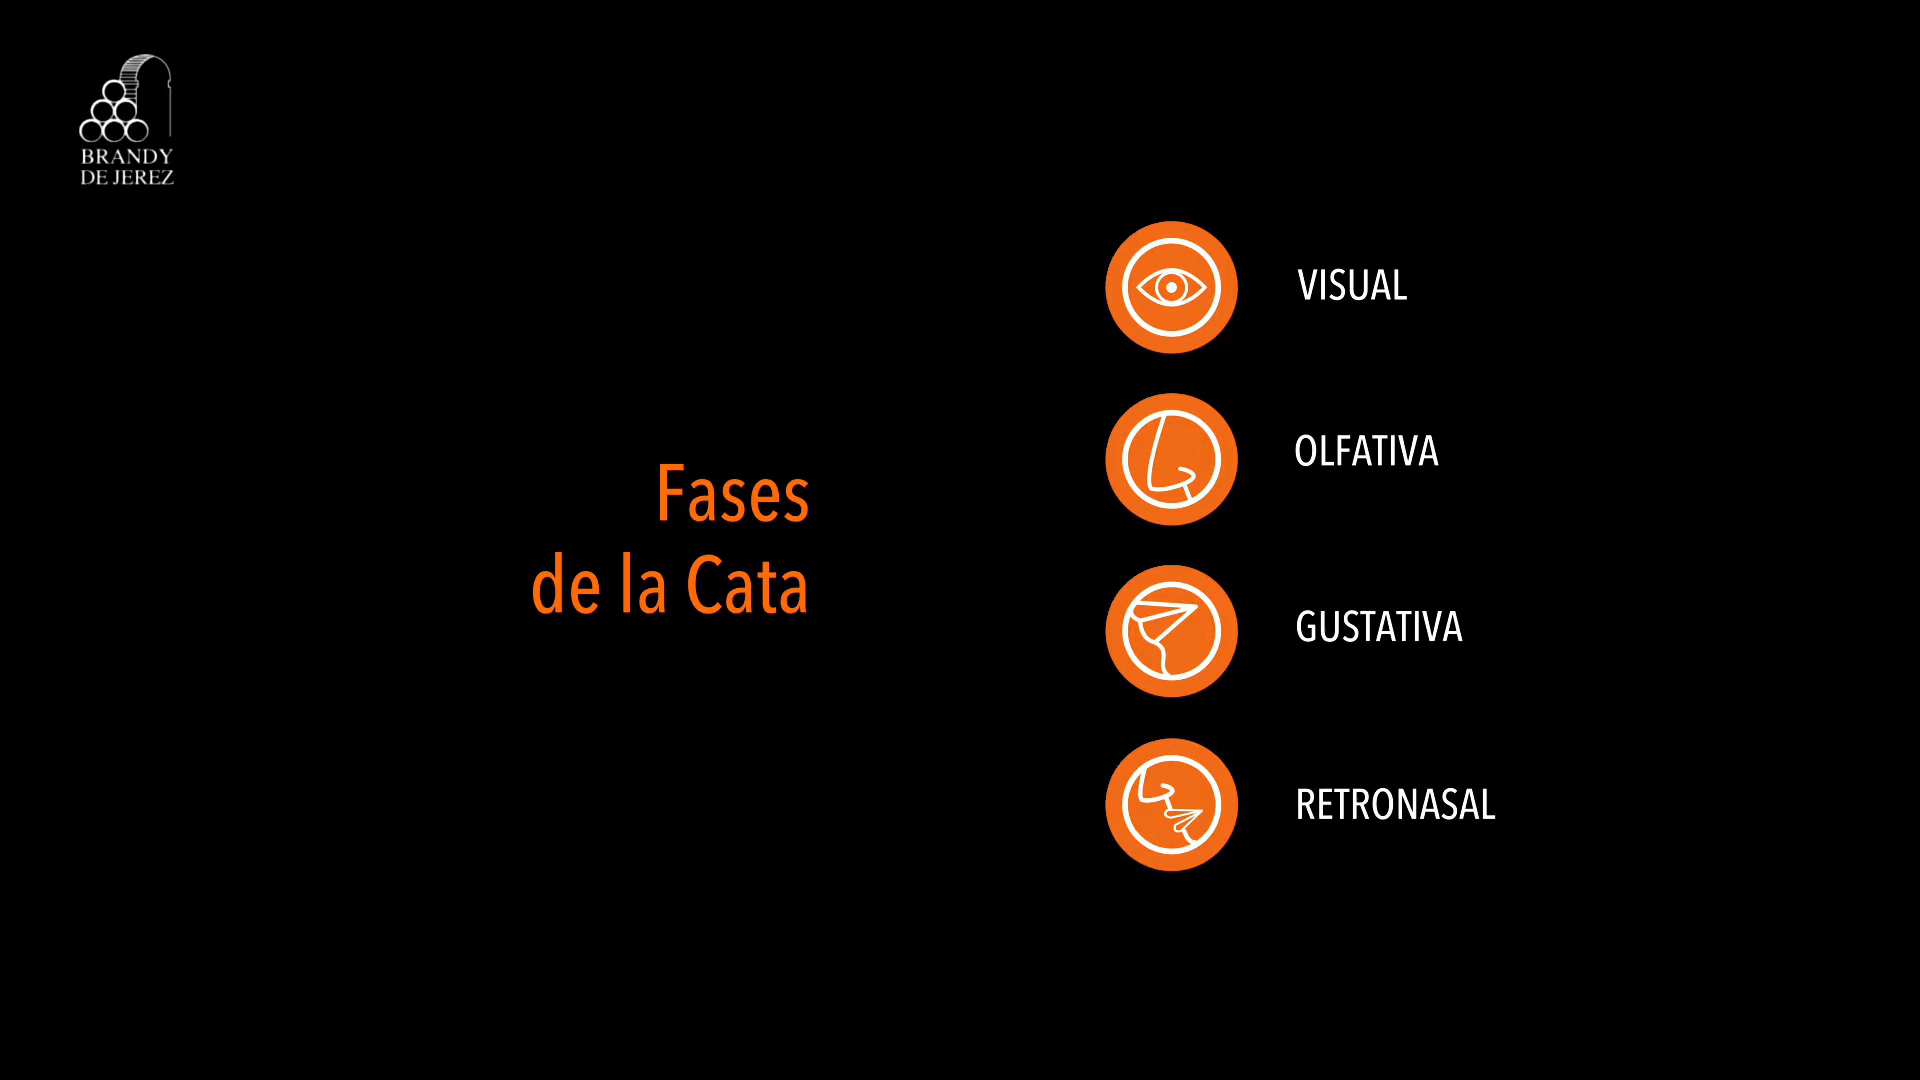 BRANDY
DE JEREZ
Fases
de la Cata
VISUAL
OLFATIVA
GUSTATIVA
RETRONASAL